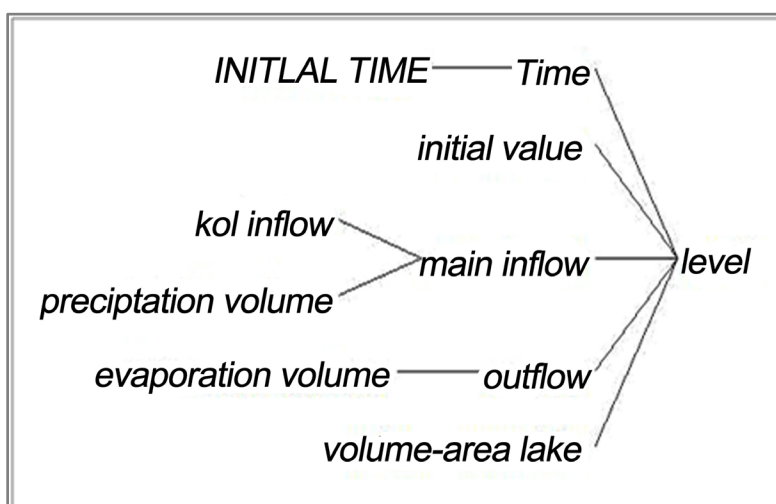 INITLAL TIME Time
initial value
kol inflow
main inflow level
preciptation volume
evaporation volume outflow
volume-area lake